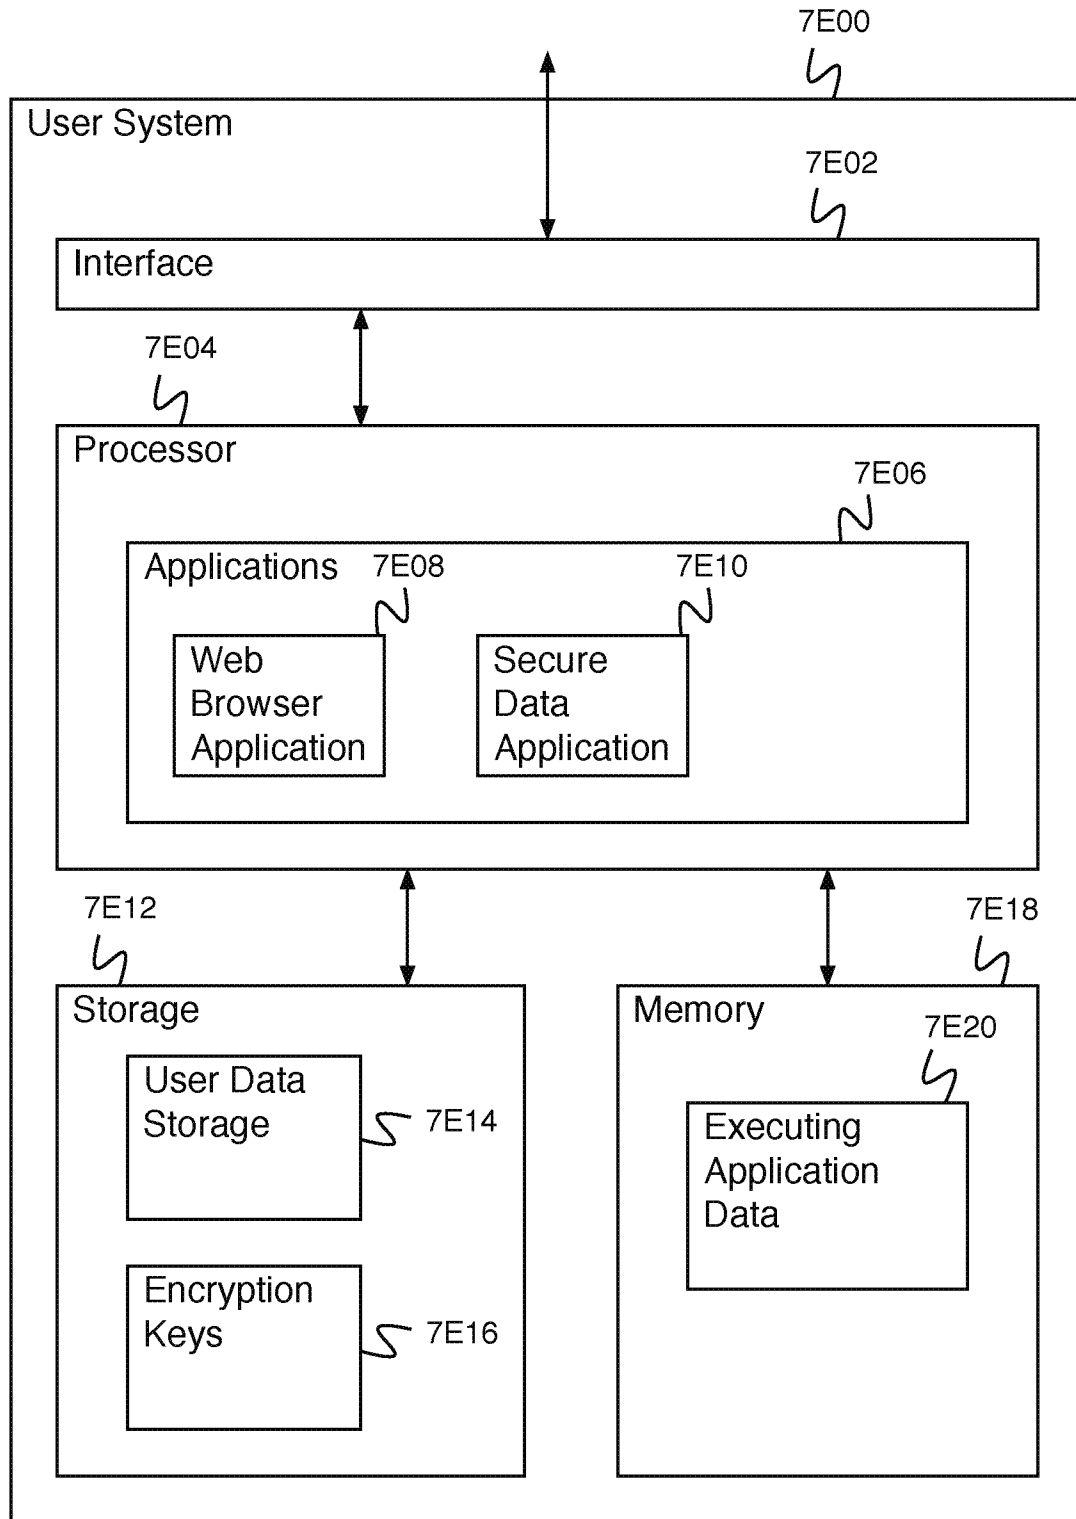 7E00
User System
7E02
Interface
7E04
Processor
7E06
Applications
7E08
7E10
Web
Browser
Application
Secure
Data
Application
7E12
7E18
Storage
Memory
7E20
User Data
Storage
7E14
Executing
Application
Data
Encryption
Keys
7E16